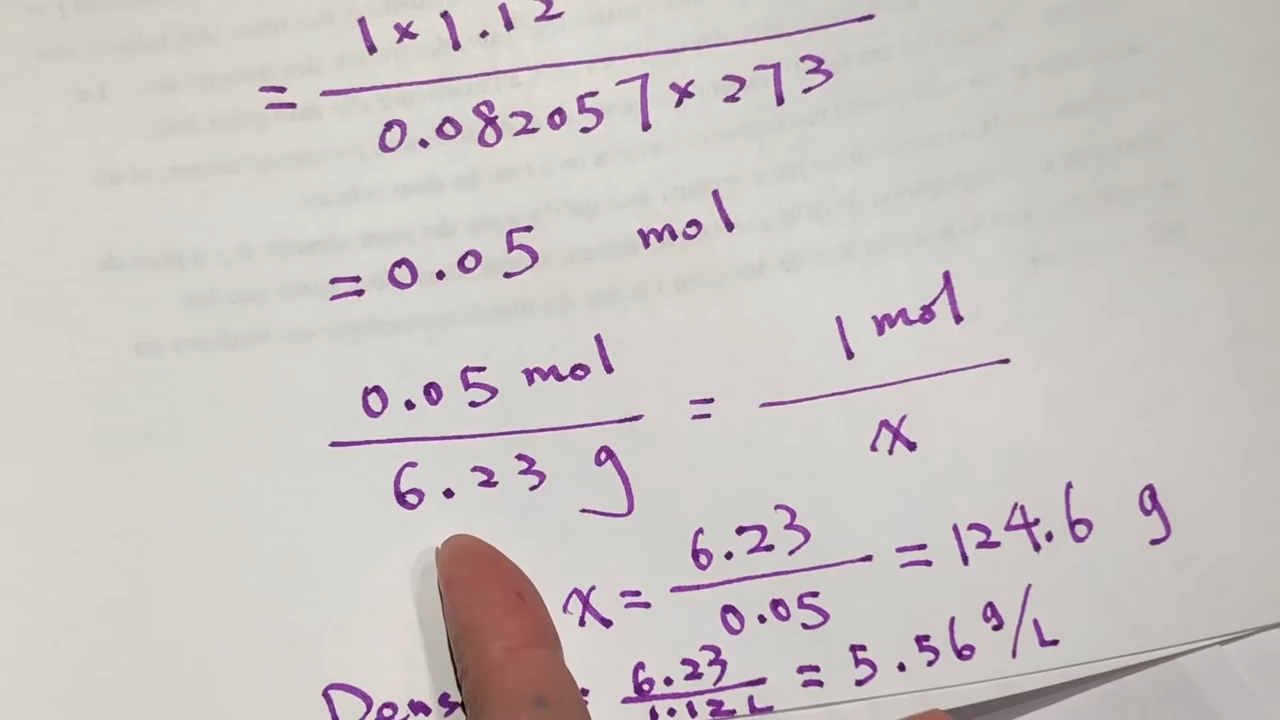 = 1 × 1.12 / 0.082057 × 273
= 0.05 mol
0.05 mol / 6.23 g = 1 mol / x
x = 6.23 / 0.05 = 124.6 g
6.23 / 1.12 L = 5.56 g/L